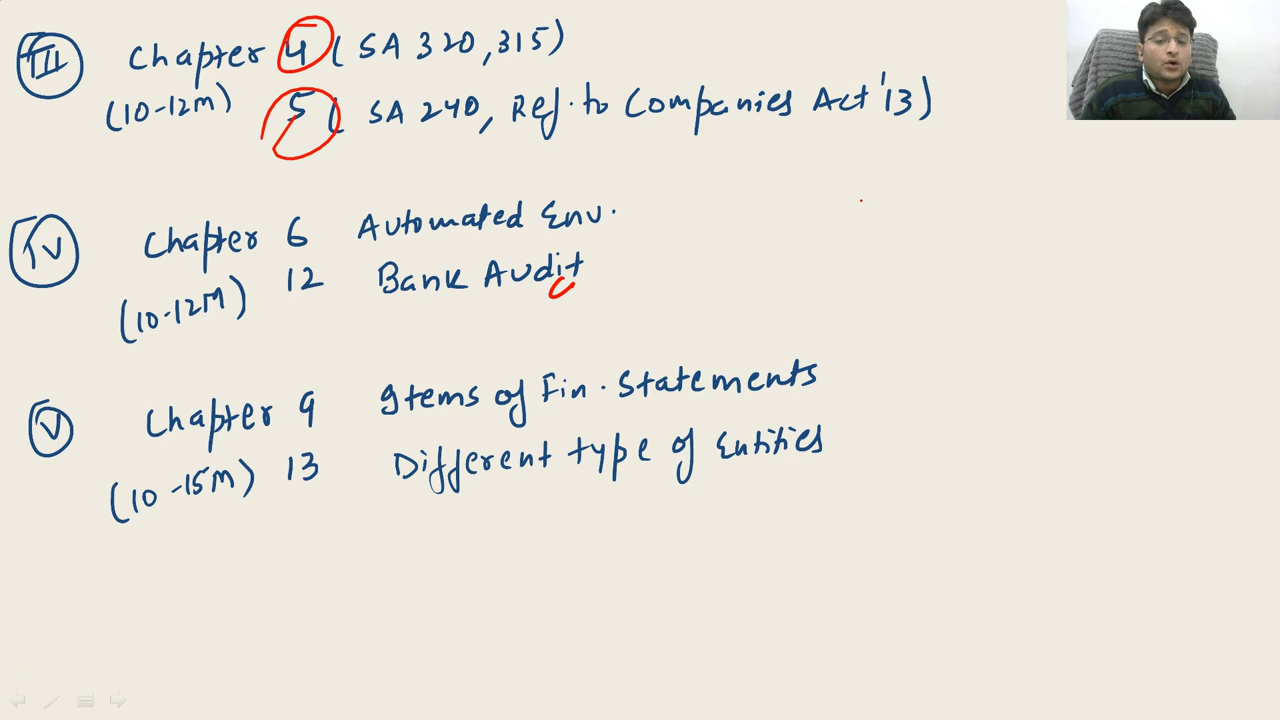 III Chapter 4 (SA 320, 315)
(10-12M) 5 (SA 240, Ref. to Companies Act '13)
IV Chapter 6 Automated Env.
(10-12M) 12 Bank Audit
V Chapter 9 Items of Fin. Statements
(10-15M) 13 Different type of Entities